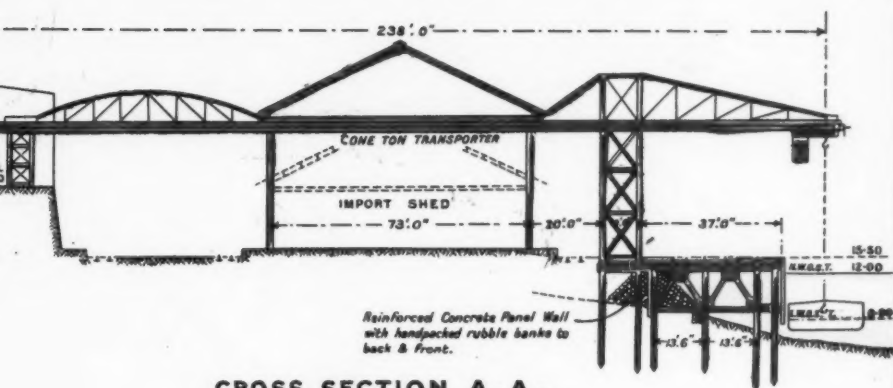 238'.0"
CONE TON TRANSPORTER
IMPORT SHED
73'.0"
20'.0"
37'.0"
15·50
H.W.O.S.T. 12·00
L.W.O.S.T.
Reinforced Concrete Panel Wall
with handpacked rubble banks to
back & Front.
13'.6"
13'.6"
CROSS SECTION A A